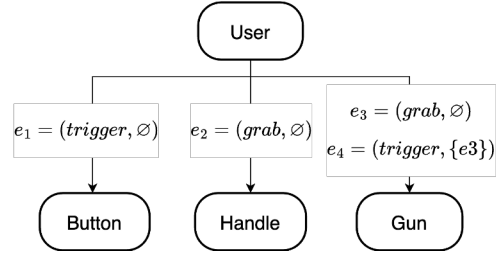 User
e₁ = (trigger, ∅)
e₂ = (grab, ∅)
e₃ = (grab, ∅)
e₄ = (trigger, {e3})
Button
Handle
Gun